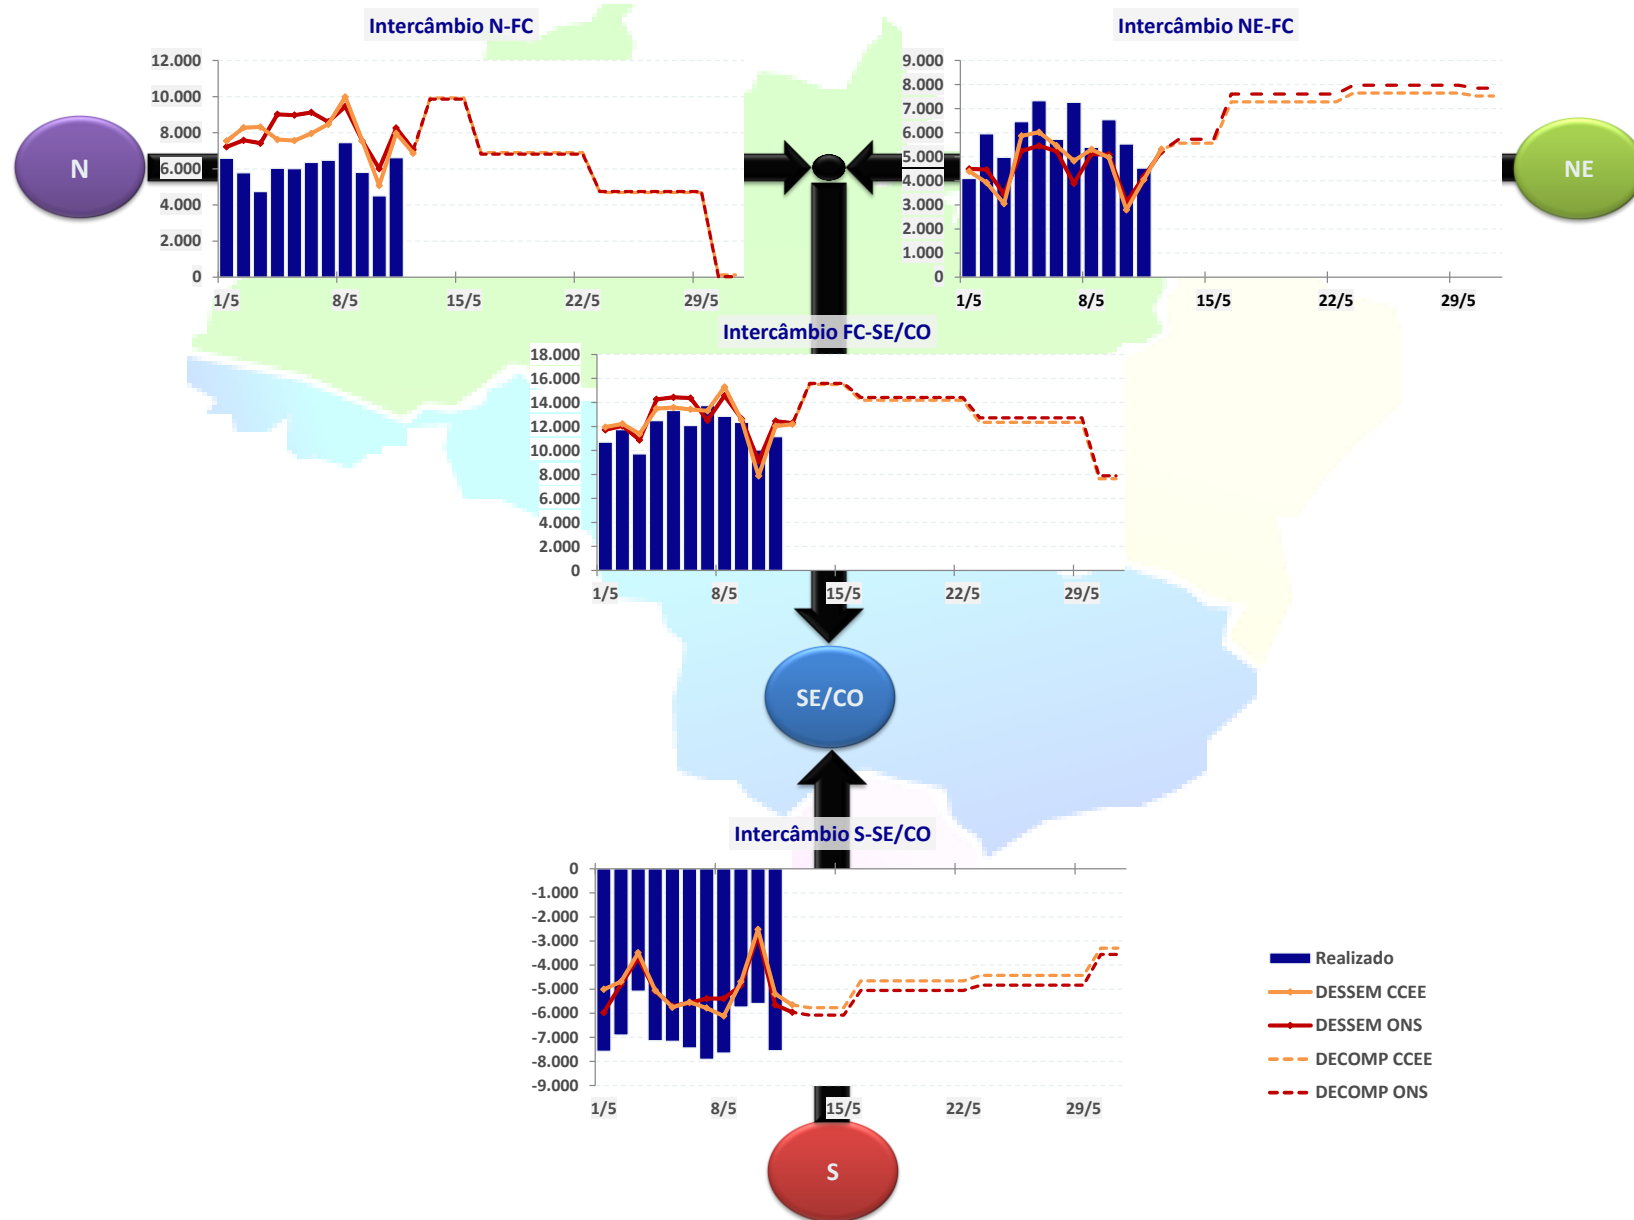 Intercâmbio N-FC
12.000
10.000
8.000
6.000
4.000
2.000
0
1/5 8/5 15/5 22/5 29/5
Intercâmbio NE-FC
9.000
8.000
7.000
6.000
5.000
4.000
3.000
2.000
1.000
0
1/5 8/5 15/5 22/5 29/5
N
NE
Intercâmbio FC-SE/CO
18.000
16.000
14.000
12.000
10.000
8.000
6.000
4.000
2.000
0
1/5 8/5 15/5 22/5 29/5
SE/CO
Intercâmbio S-SE/CO
0
-1.000
-2.000
-3.000
-4.000
-5.000
-6.000
-7.000
-8.000
-9.000
1/5 8/5 15/5 22/5 29/5
Realizado
DESSEM CCEE
DESSEM ONS
DECOMP CCEE
DECOMP ONS
S